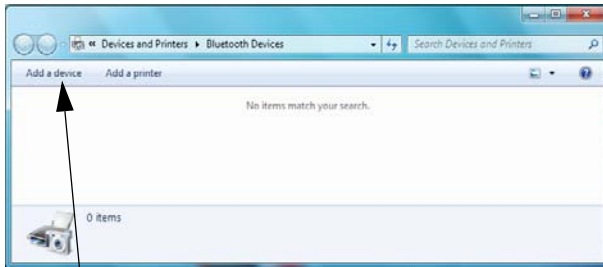 « Devices and Printers ▸ Bluetooth Devices
Search Devices and Printers
Add a device Add a printer
No items match your search.
0 items